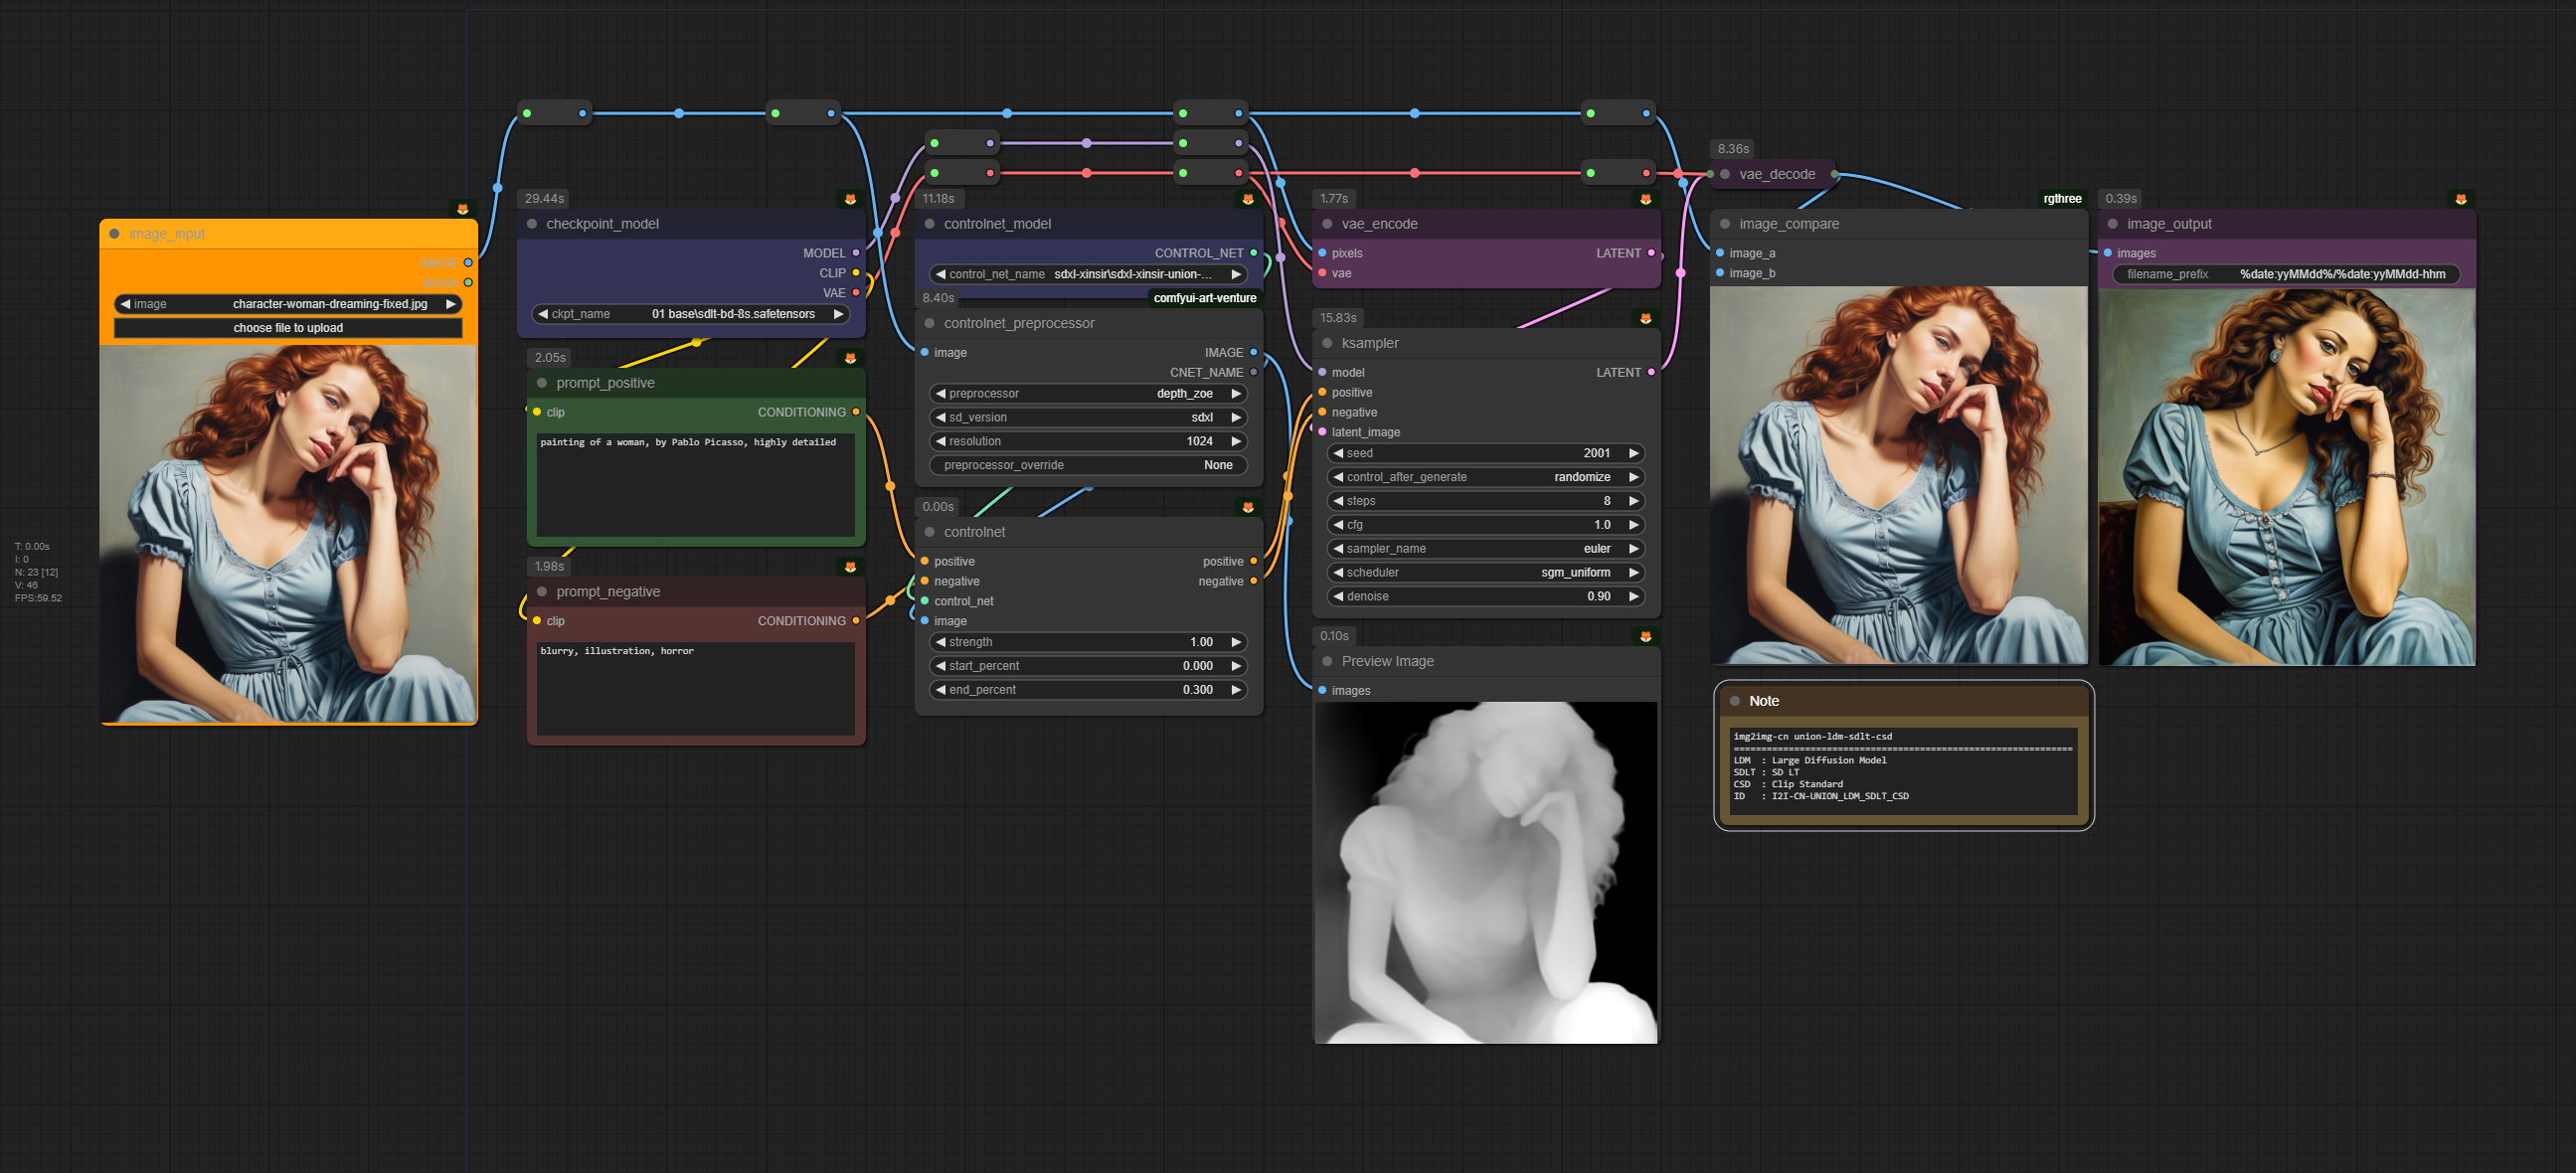 image_input
IMAGE
MASK
image character-woman-dreaming-fixed.jpg
choose file to upload
T: 0.00s
I: 0
N: 23 [12]
V: 46
FPS:59.52
29.44s
checkpoint_model
MODEL
CLIP
VAE
ckpt_name 01 base\sdlt-bd-8s.safetensors
2.05s
prompt_positive
clip CONDITIONING
painting of a woman, by Pablo Picasso, highly detailed
1.98s
prompt_negative
clip CONDITIONING
blurry, illustration, horror
11.18s
controlnet_model
CONTROL_NET
control_net_name sdxl-xinsir\sdxl-xinsir-union-...
8.40s comfyui-art-venture
controlnet_preprocessor
image IMAGE
CNET_NAME
preprocessor depth_zoe
sd_version sdxl
resolution 1024
preprocessor_override None
0.00s
controlnet
positive positive
negative negative
control_net
image
strength 1.00
start_percent 0.000
end_percent 0.300
1.77s
vae_encode
pixels LATENT
vae
15.83s
ksampler
model LATENT
positive
negative
latent_image
seed 2001
control_after_generate randomize
steps 8
cfg 1.0
sampler_name euler
scheduler sgm_uniform
denoise 0.90
0.10s
Preview Image
images
8.36s
vae_decode
rgthree
image_compare
image_a
image_b
0.39s
image_output
images
filename_prefix %date:yyMMdd%/%date:yyMMdd-hhm
Note
img2img-cn union-ldm-sdlt-csd
==============================================================
LDM : Large Diffusion Model
SDLT : SD LT
CSD : Clip Standard
ID : I2I-CN-UNION_LDM_SDLT_CSD